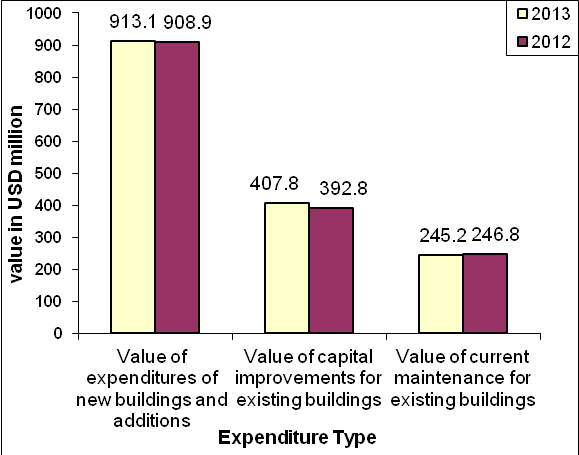 2013
2012
913.1 908.9
407.8 392.8
245.2 246.8
1000
900
800
700
600
500
400
300
200
100
0
value in USD million
Value of
expenditures of
new buildings and
additions
Value of capital
improvements for
existing buildings
Value of current
maintenance for
existing buildings
Expenditure Type